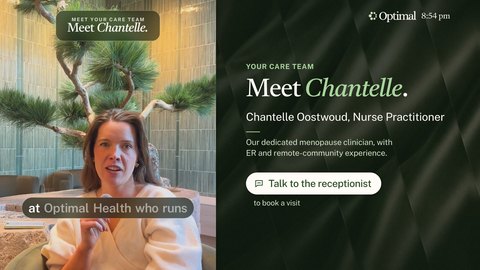 MEET YOUR CARE TEAM
Meet Chantelle.
at Optimal Health who runs
Optimal 8:54 pm
YOUR CARE TEAM
Meet Chantelle.
Chantelle Oostwoud, Nurse Practitioner
Our dedicated menopause clinician, with
ER and remote-community experience.
Talk to the receptionist
to book a visit